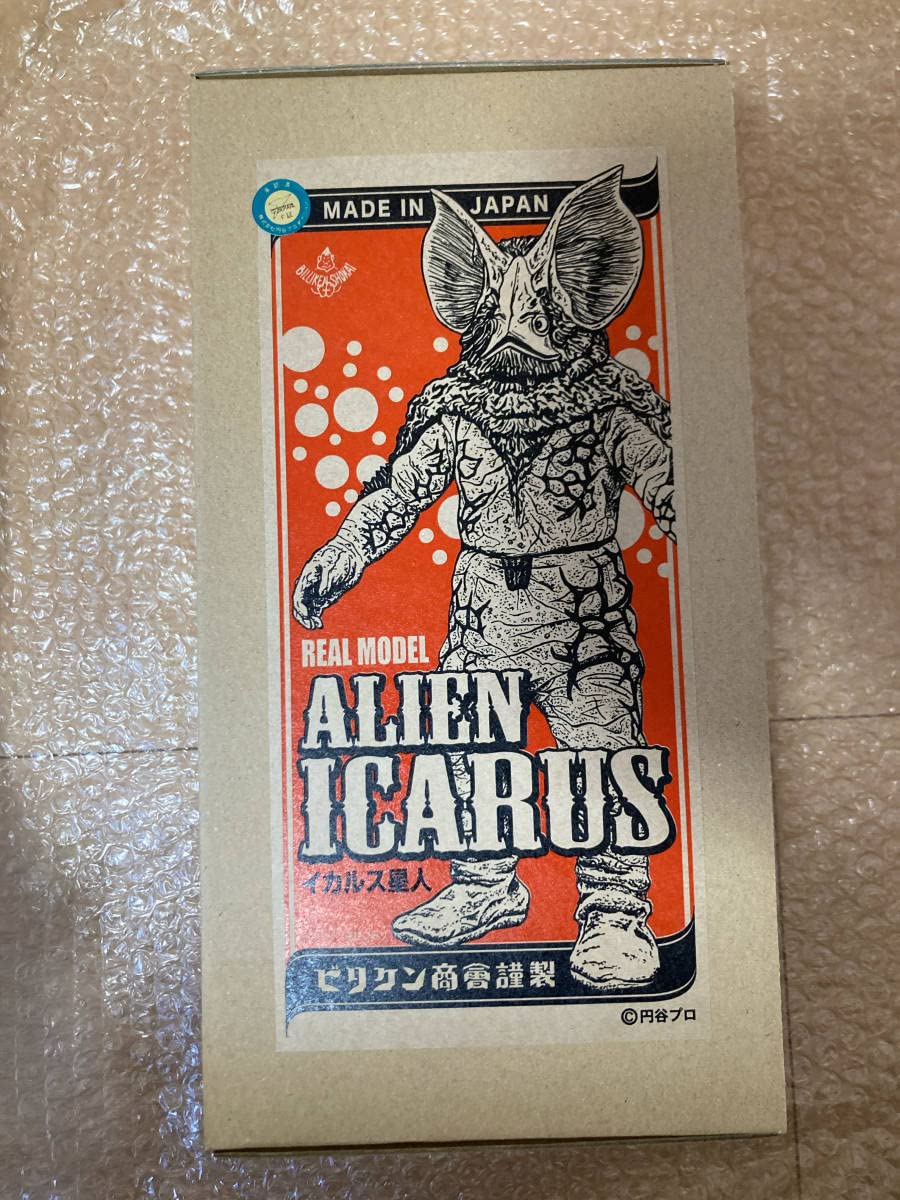 MADE IN JAPAN
BILLIKEN SHOKAI
REAL MODEL
ALIEN
ICARUS
イカルス星人
ビリケン商會謹製
©円谷プロ